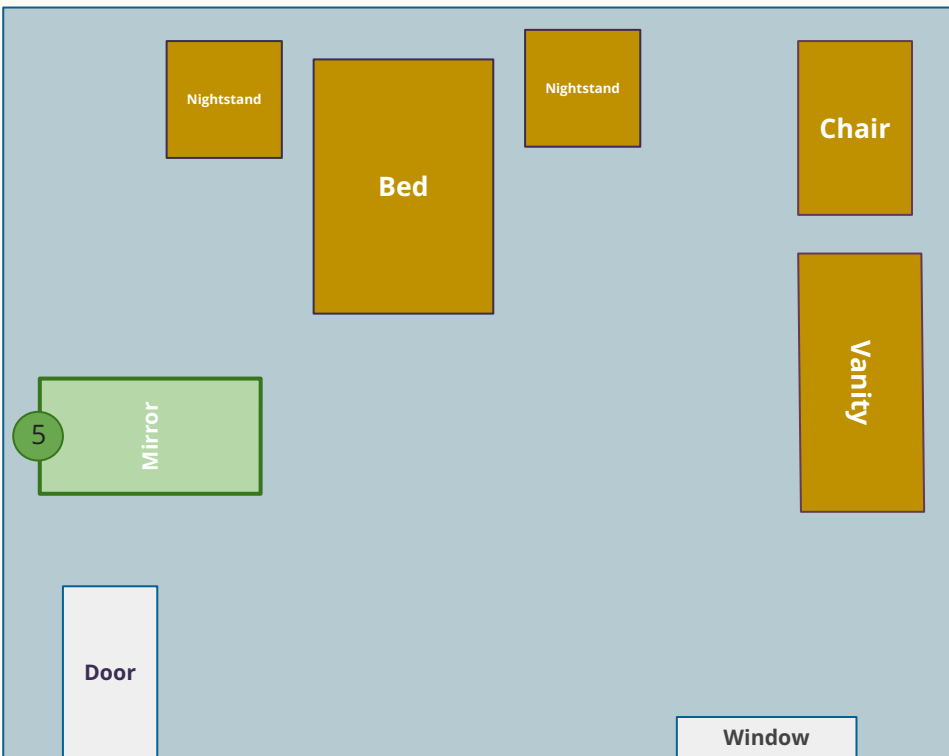 Nightstand
Nightstand
Bed
Chair
Vanity
Mirror
5
Door
Window